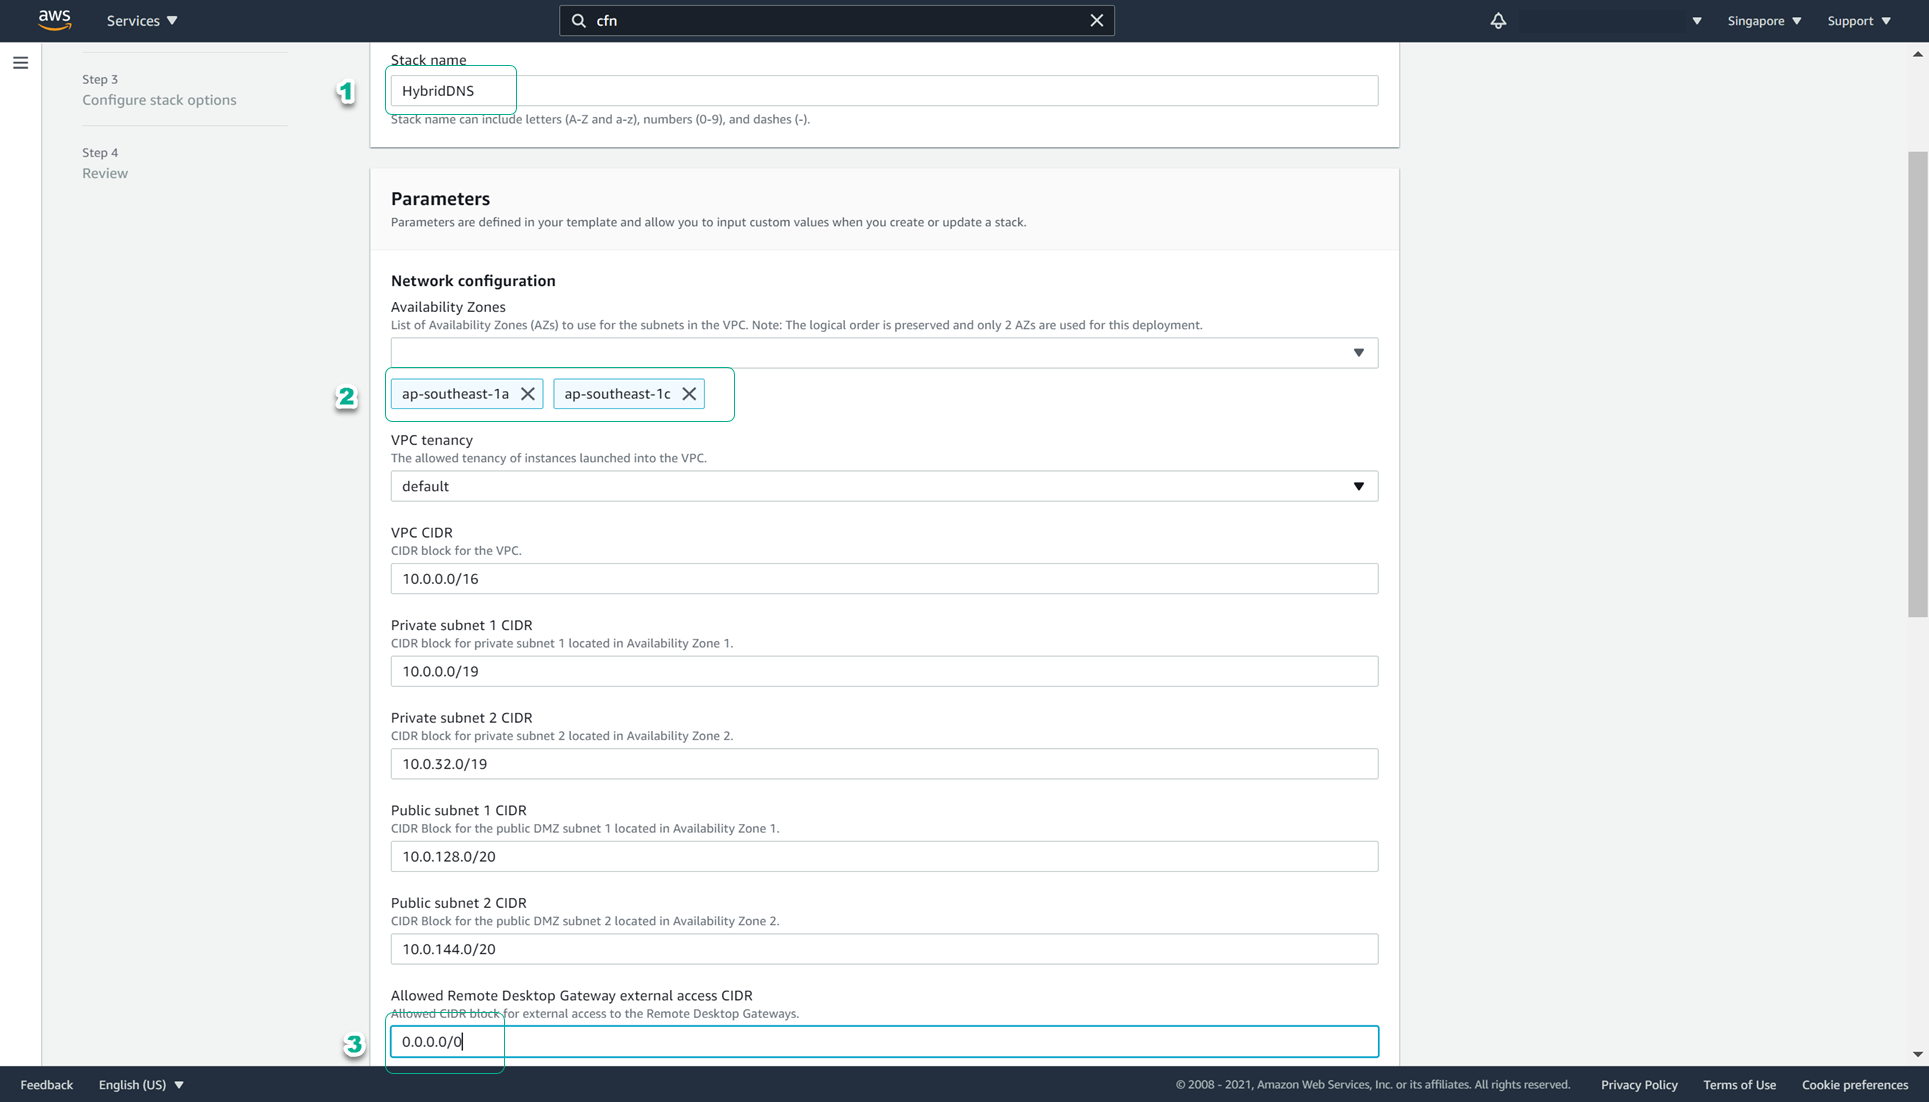 aws
Services
cfn
Singapore
Support
Step 3
Configure stack options
Step 4
Review
1
Stack name
HybridDNS
Stack name can include letters (A-Z and a-z), numbers (0-9), and dashes (-).
Parameters
Parameters are defined in your template and allow you to input custom values when you create or update a stack.
Network configuration
Availability Zones
List of Availability Zones (AZs) to use for the subnets in the VPC. Note: The logical order is preserved and only 2 AZs are used for this deployment.
2
ap-southeast-1a
ap-southeast-1c
VPC tenancy
The allowed tenancy of instances launched into the VPC.
default
VPC CIDR
CIDR block for the VPC.
10.0.0.0/16
Private subnet 1 CIDR
CIDR block for private subnet 1 located in Availability Zone 1.
10.0.0.0/19
Private subnet 2 CIDR
CIDR block for private subnet 2 located in Availability Zone 2.
10.0.32.0/19
Public subnet 1 CIDR
CIDR Block for the public DMZ subnet 1 located in Availability Zone 1.
10.0.128.0/20
Public subnet 2 CIDR
CIDR Block for the public DMZ subnet 2 located in Availability Zone 2.
10.0.144.0/20
Allowed Remote Desktop Gateway external access CIDR
Allowed CIDR block for external access to the Remote Desktop Gateways.
3
0.0.0.0/0
Feedback
English (US)
© 2008 - 2021, Amazon Web Services, Inc. or its affiliates. All rights reserved.
Privacy Policy
Terms of Use
Cookie preferences